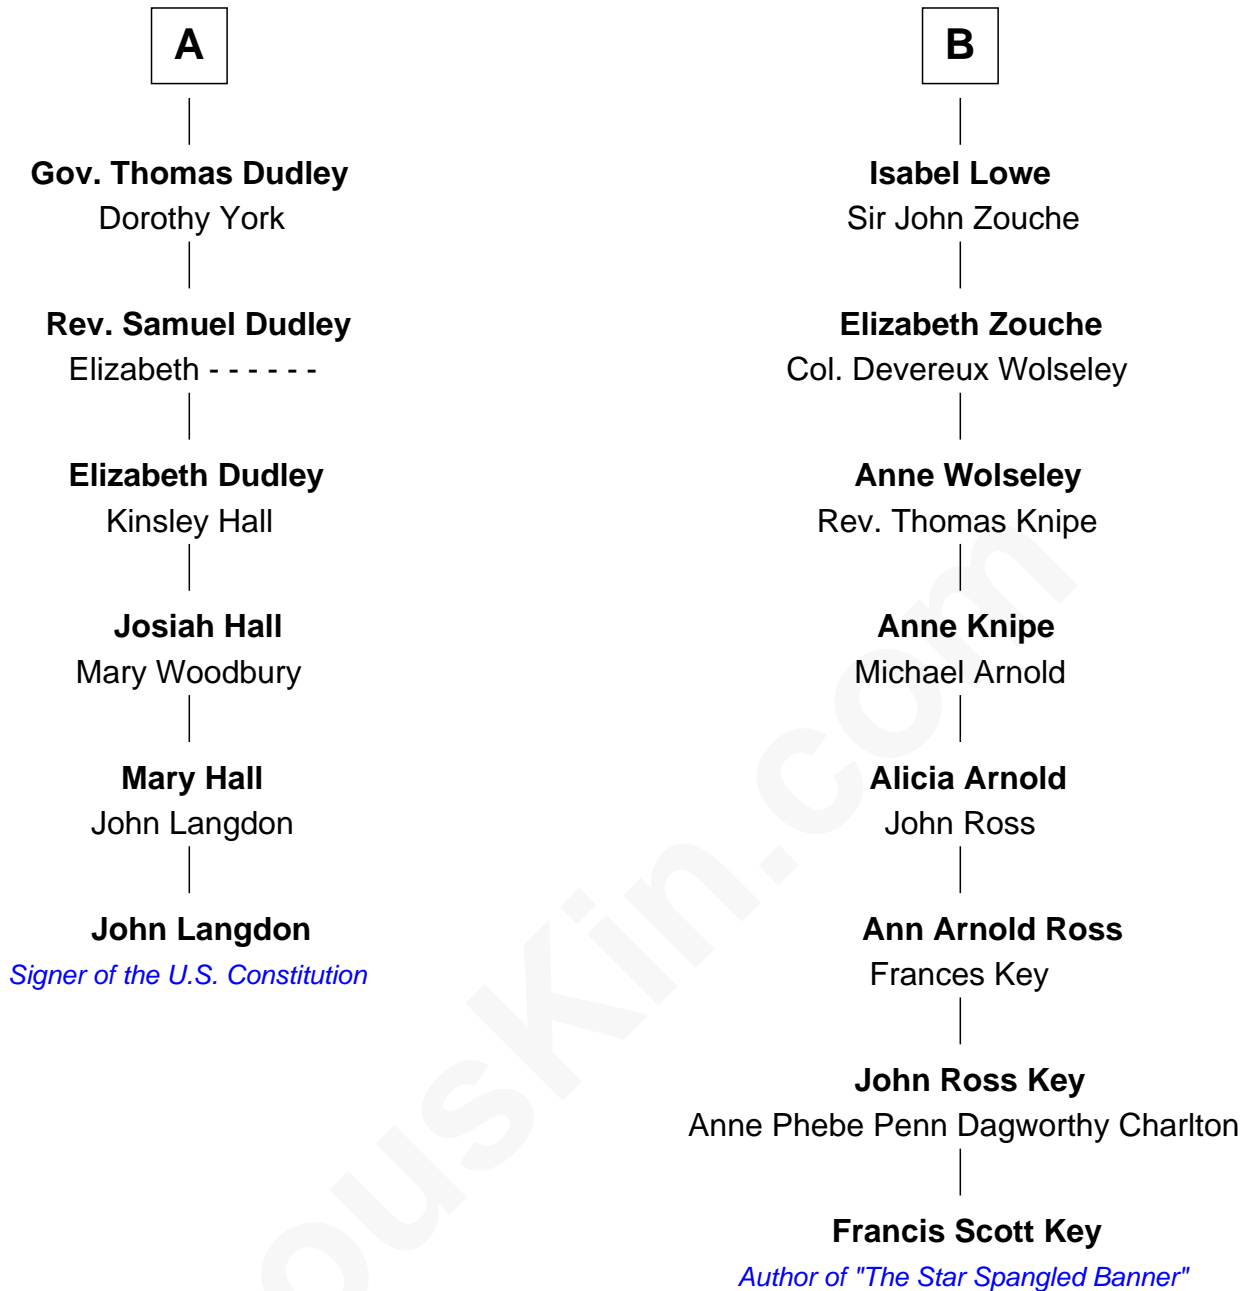 A
Gov. Thomas Dudley
Dorothy York
Rev. Samuel Dudley
Elizabeth - - - - - -
Elizabeth Dudley
Kinsley Hall
Josiah Hall
Mary Woodbury
Mary Hall
John Langdon
John Langdon
Signer of the U.S. Constitution
B
Isabel Lowe
Sir John Zouche
Elizabeth Zouche
Col. Devereux Wolseley
Anne Wolseley
Rev. Thomas Knipe
Anne Knipe
Michael Arnold
Alicia Arnold
John Ross
Ann Arnold Ross
Frances Key
John Ross Key
Anne Phebe Penn Dagworthy Charlton
Francis Scott Key
Author of "The Star Spangled Banner"
ousKin.com